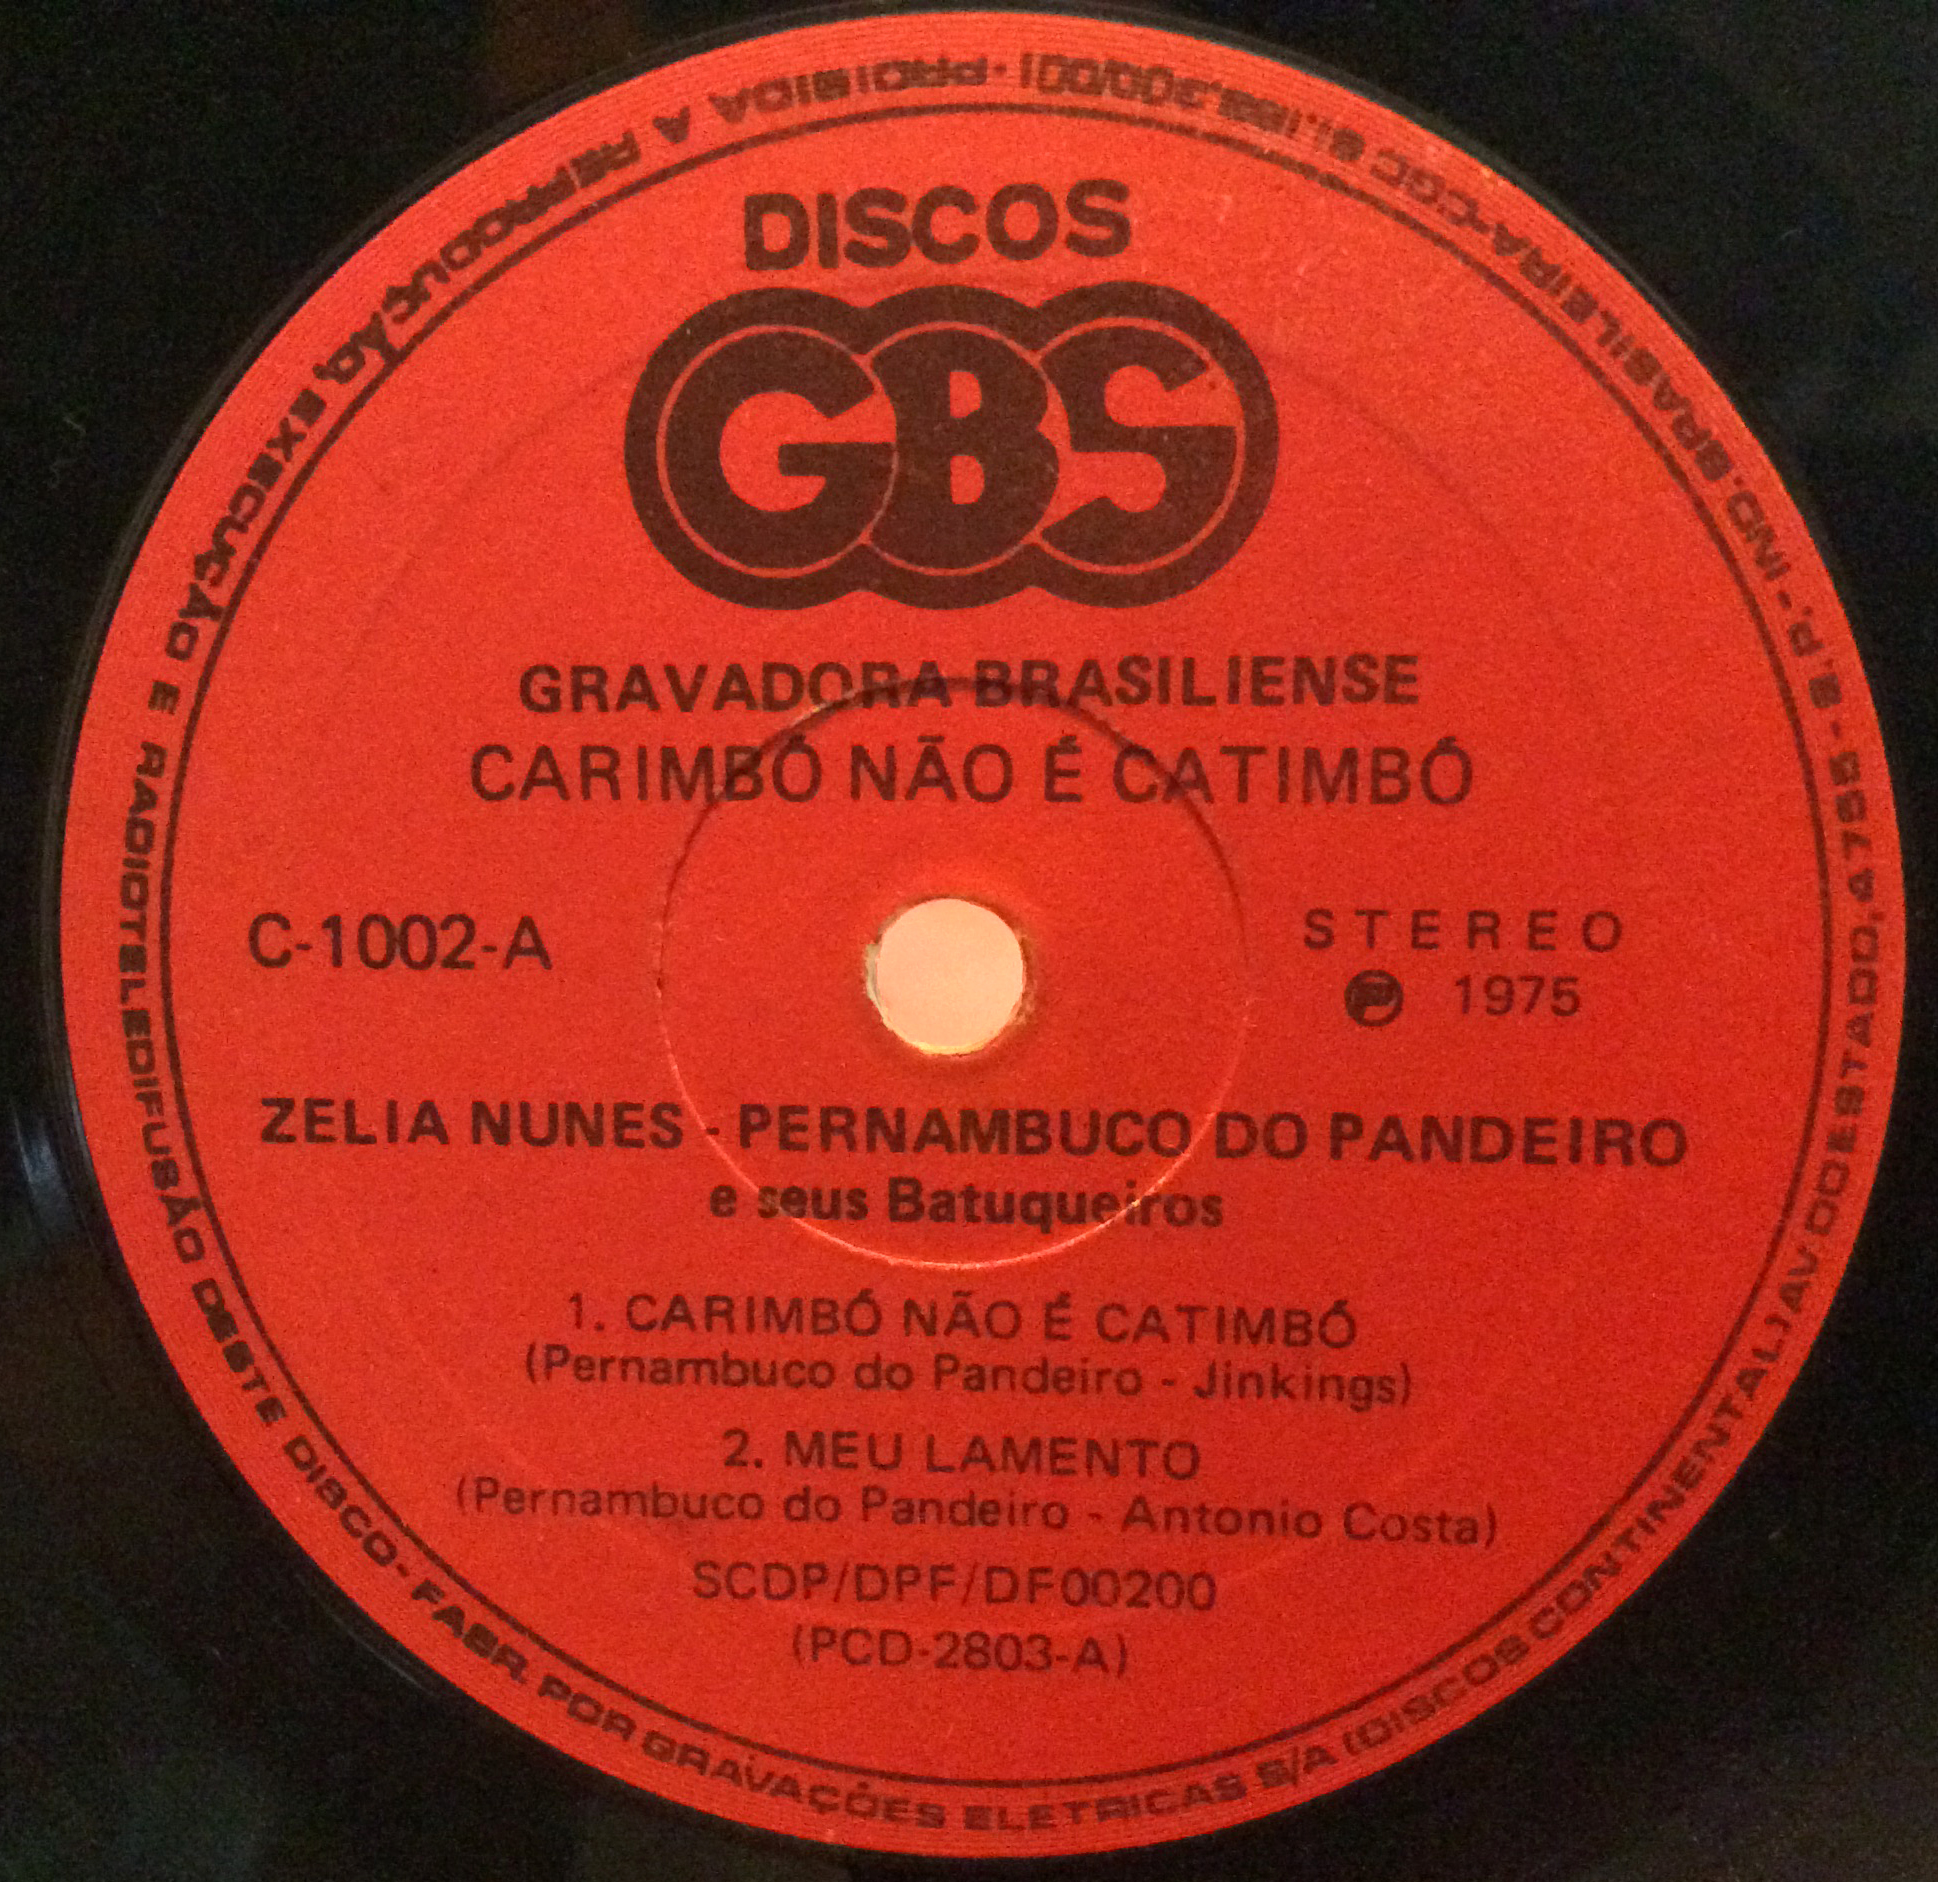 DISCOS
GBS
GRAVADORA BRASILIENSE
CARIMBÓ NÃO É CATIMBÓ
C-1002-A
STEREO
Ⓟ 1975
ZELIA NUNES - PERNAMBUCO DO PANDEIRO
e seus Batuqueiros
1. CARIMBÓ NÃO É CATIMBÓ
(Pernambuco do Pandeiro - Jinkings)
2. MEU LAMENTO
(Pernambuco do Pandeiro - Antonio Costa)
SCDP/DPF/DF00200
(PCD-2803-A)
PROIBIDA A REPRODUÇÃO, EXECUÇÃO E RADIOTELEDIFUSÃO DESTE DISCO - FABR. POR GRAVAÇÕES ELETRICAS S/A (DISCOS CONTINENTAL) AV. DO ESTADO, 4755 - S.P. - IND. BRASILEIRA - CGC